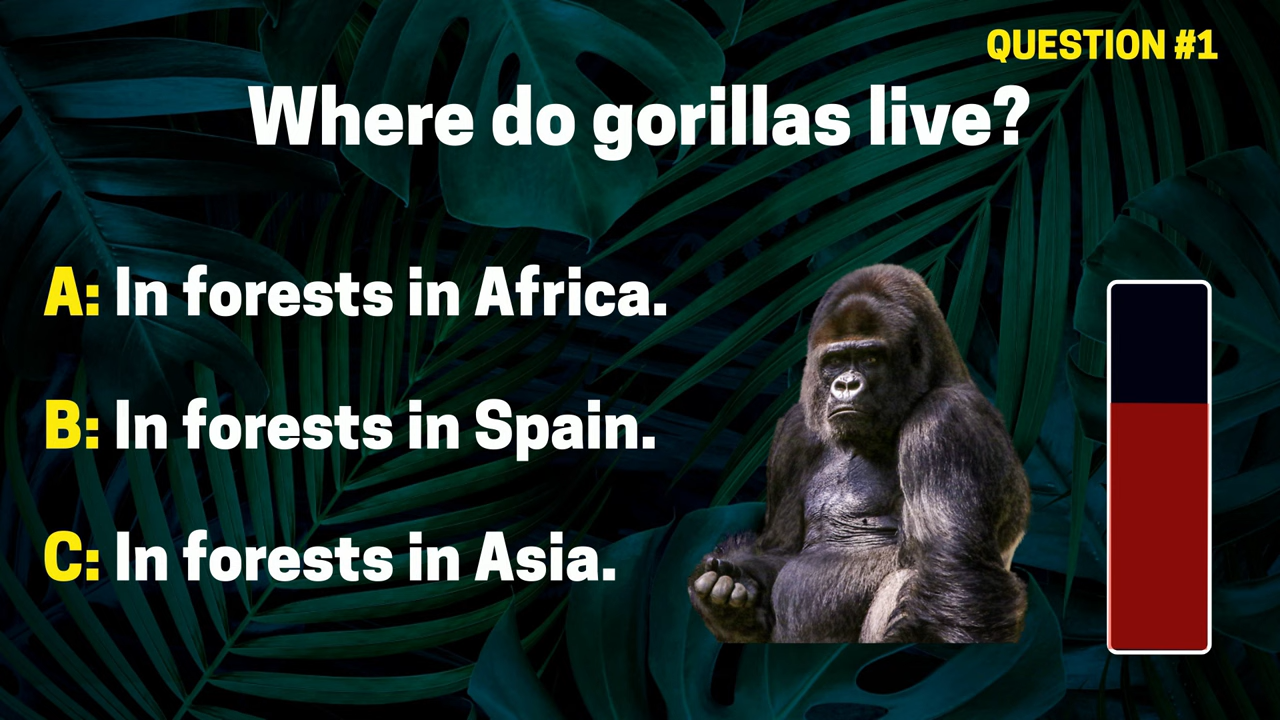 QUESTION #1
Where do gorillas live?
A: In forests in Africa.
B: In forests in Spain.
C: In forests in Asia.